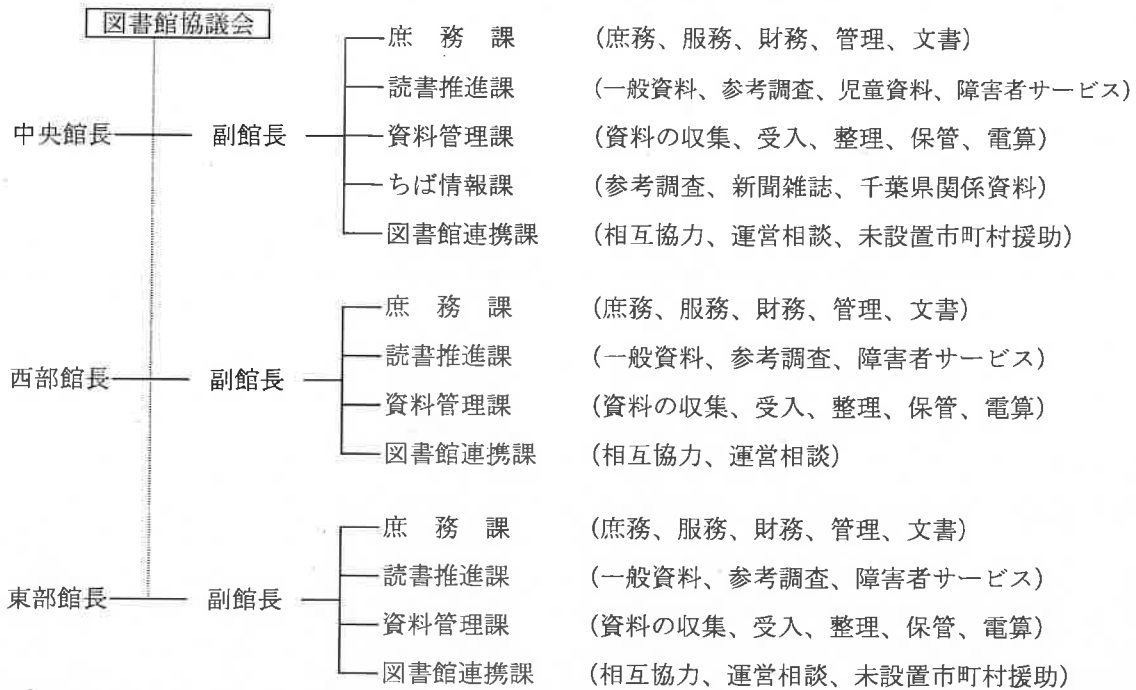 図書館協議会
庶務課 (庶務、服務、財務、管理、文書)
読書推進課 (一般資料、参考調査、児童資料、障害者サービス)
中央館長 副館長 資料管理課 (資料の収集、受入、整理、保管、電算)
ちば情報課 (参考調査、新聞雑誌、千葉県関係資料)
図書館連携課 (相互協力、運営相談、未設置市町村援助)
庶務課 (庶務、服務、財務、管理、文書)
読書推進課 (一般資料、参考調査、障害者サービス)
西部館長 副館長 資料管理課 (資料の収集、受入、整理、保管、電算)
図書館連携課 (相互協力、運営相談)
庶務課 (庶務、服務、財務、管理、文書)
読書推進課 (一般資料、参考調査、障害者サービス)
東部館長 副館長 資料管理課 (資料の収集、受入、整理、保管、電算)
図書館連携課 (相互協力、運営相談、未設置市町村援助)